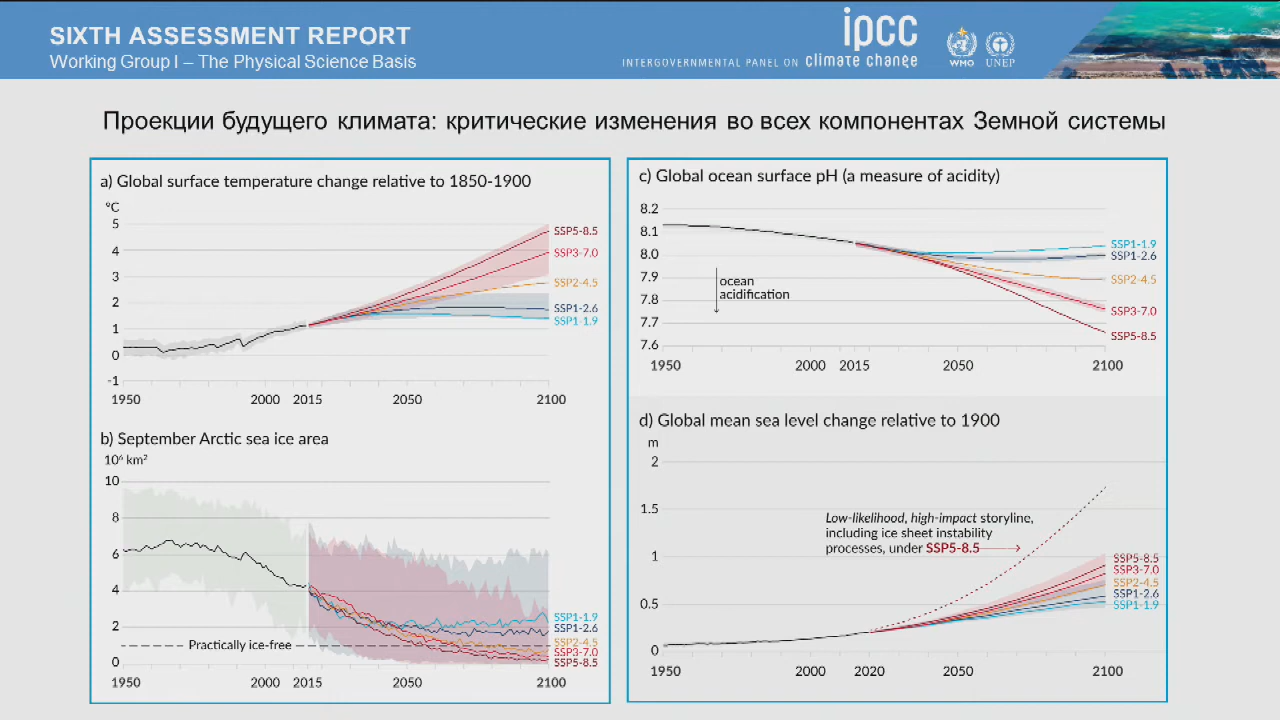 SIXTH ASSESSMENT REPORT
Working Group I – The Physical Science Basis
ipcc
INTERGOVERNMENTAL PANEL ON climate change
WMO
UNEP
Проекции будущего климата: критические изменения во всех компонентах Земной системы
a) Global surface temperature change relative to 1850-1900
°C
5
4
3
2
1
0
-1
SSP5-8.5
SSP3-7.0
SSP2-4.5
SSP1-2.6
SSP1-1.9
1950 2000 2015 2050 2100
b) September Arctic sea ice area
10⁶ km²
10
8
6
4
2
0
Practically ice-free
SSP1-1.9
SSP1-2.6
SSP2-4.5
SSP3-7.0
SSP5-8.5
1950 2000 2015 2050 2100
c) Global ocean surface pH (a measure of acidity)
8.2
8.1
8.0
7.9
7.8
7.7
7.6
ocean
acidification
SSP1-1.9
SSP1-2.6
SSP2-4.5
SSP3-7.0
SSP5-8.5
1950 2000 2015 2050 2100
d) Global mean sea level change relative to 1900
m
2
1.5
1
0.5
0
Low-likelihood, high-impact storyline,
including ice sheet instability
processes, under SSP5-8.5
SSP5-8.5
SSP3-7.0
SSP2-4.5
SSP1-2.6
SSP1-1.9
1950 2000 2020 2050 2100